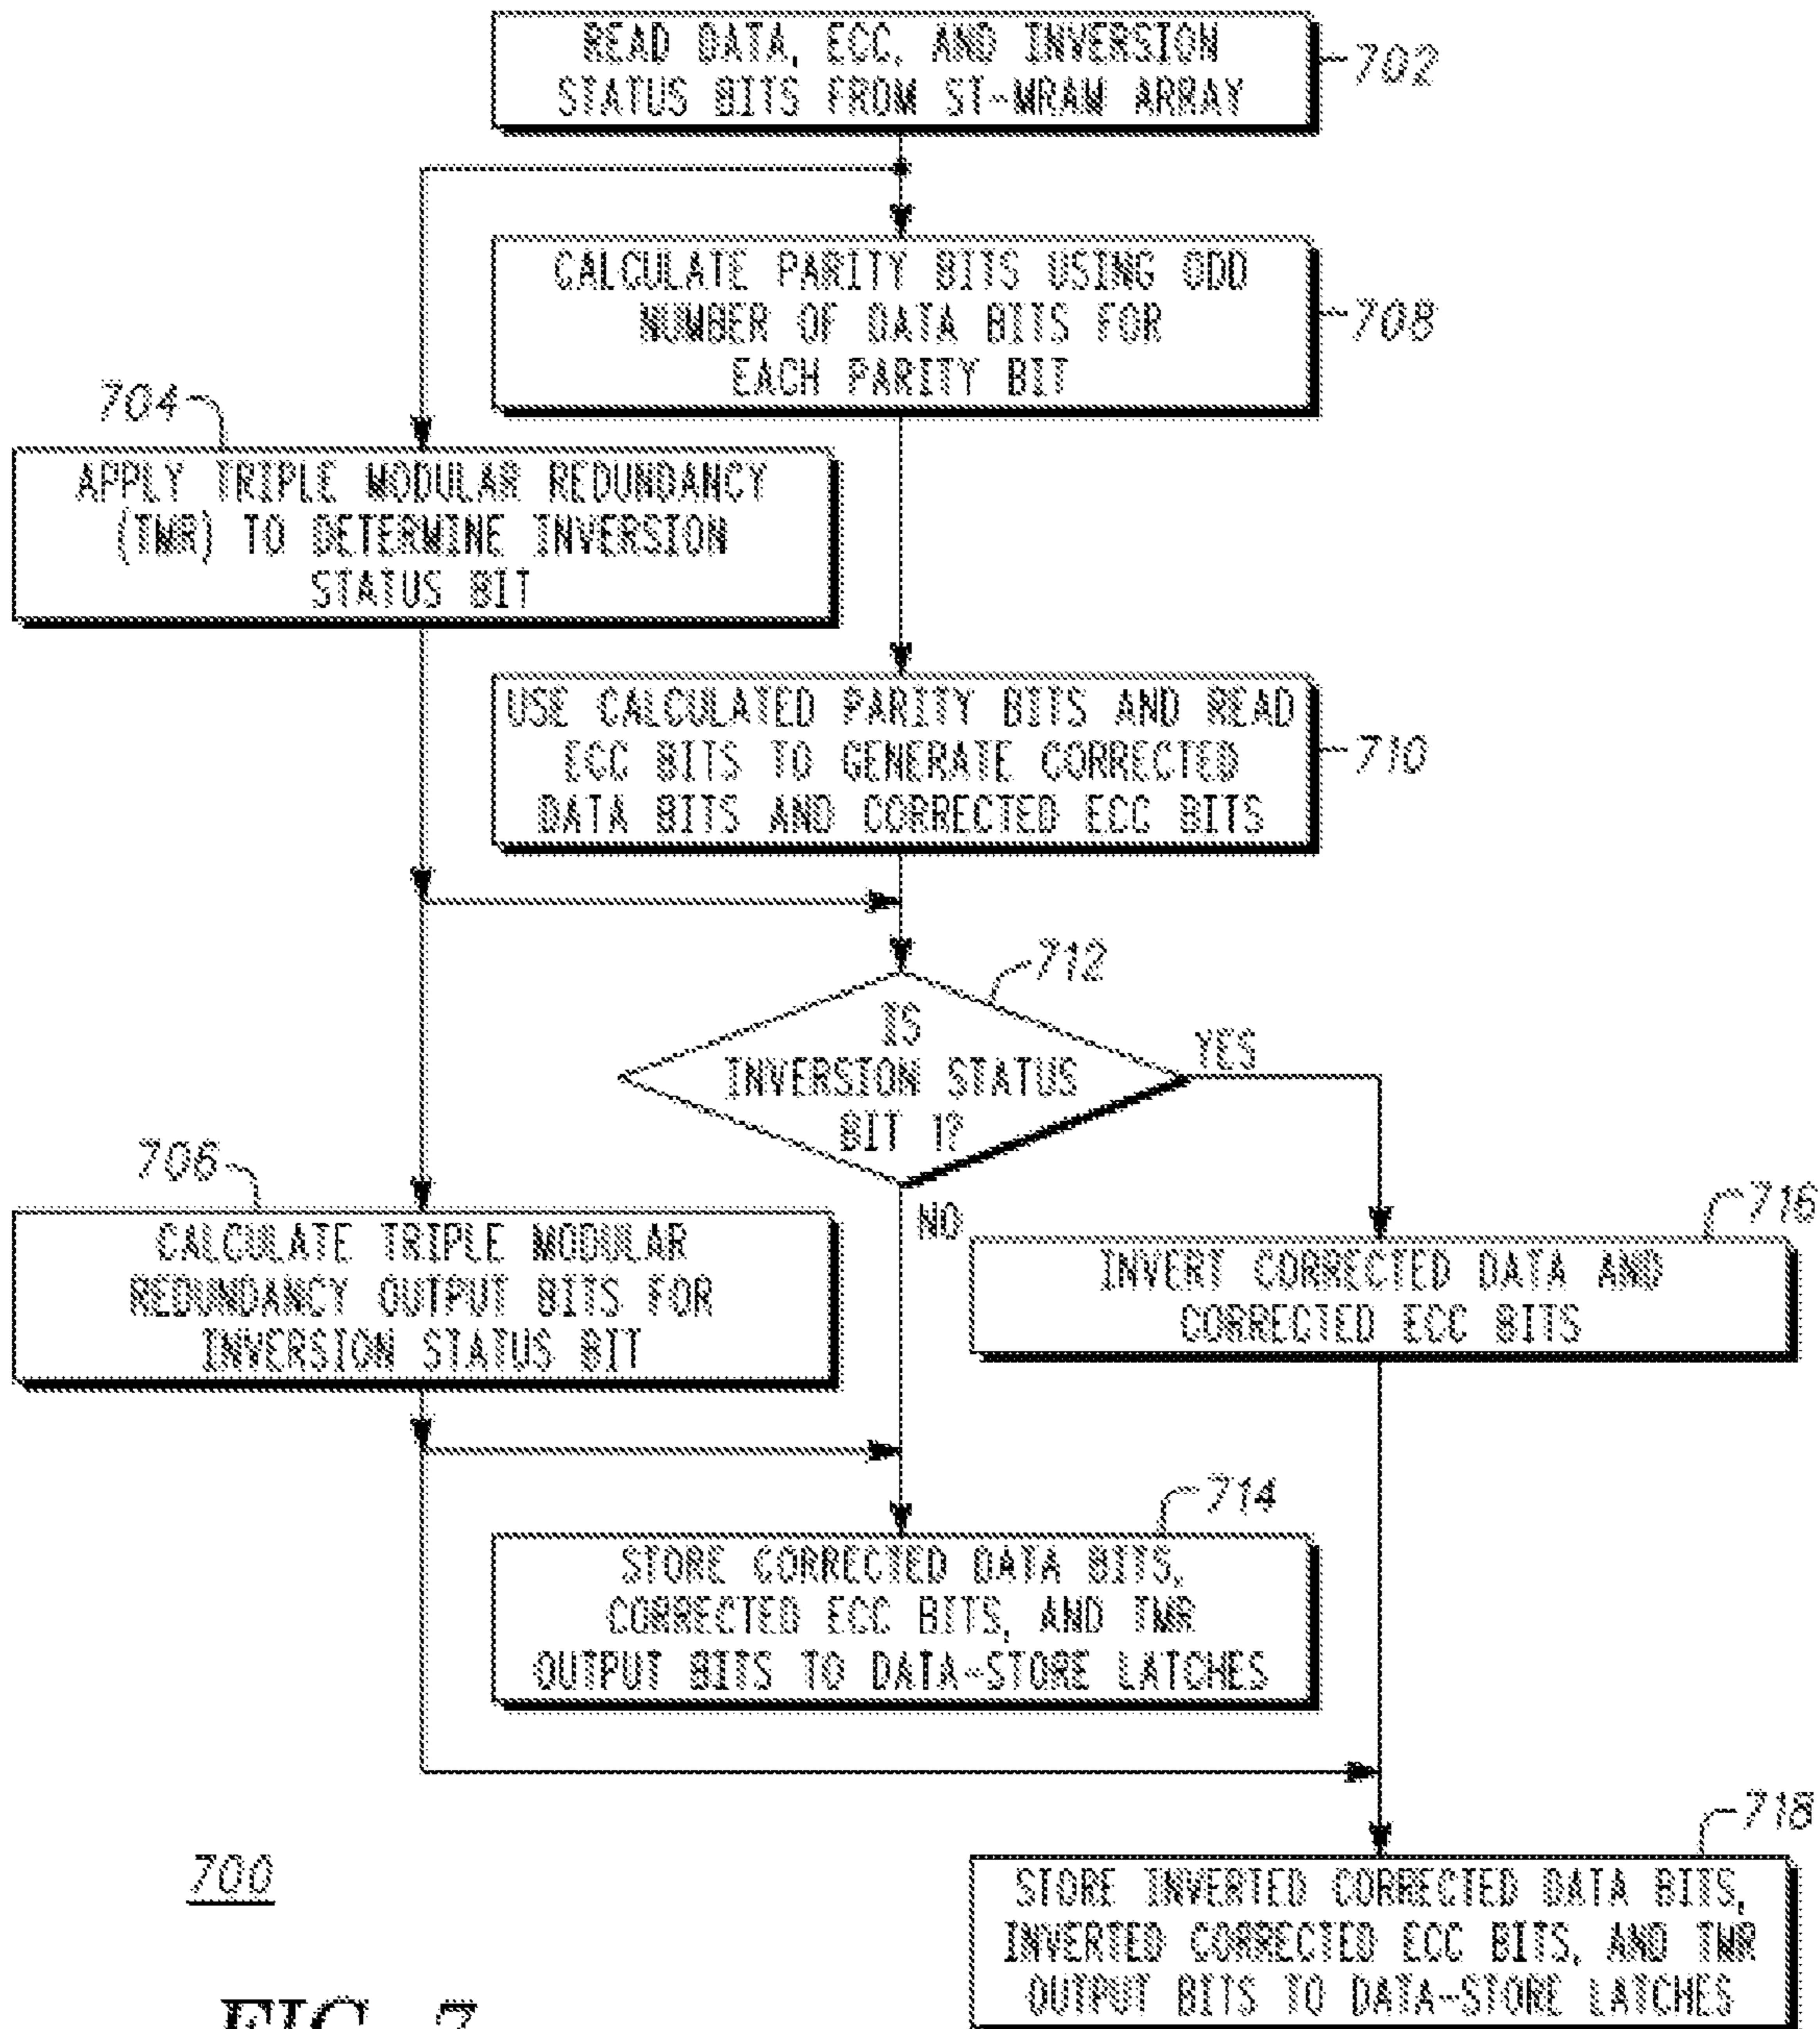 READ DATA, ECC, AND INVERSION
STATUS BITS FROM ST-MRAM ARRAY
702
CALCULATE PARITY BITS USING ODD
NUMBER OF DATA BITS FOR
EACH PARITY BIT
708
704
APPLY TRIPLE MODULAR REDUNDANCY
(TMR) TO DETERMINE INVERSION
STATUS BIT
USE CALCULATED PARITY BITS AND READ
ECC BITS TO GENERATE CORRECTED
DATA BITS AND CORRECTED ECC BITS
710
712
IS
INVERSION STATUS
BIT 1?
YES
NO
706
CALCULATE TRIPLE MODULAR
REDUNDANCY OUTPUT BITS FOR
INVERSION STATUS BIT
716
INVERT CORRECTED DATA AND
CORRECTED ECC BITS
714
STORE CORRECTED DATA BITS,
CORRECTED ECC BITS, AND TMR
OUTPUT BITS TO DATA-STORE LATCHES
718
STORE INVERTED CORRECTED DATA BITS,
INVERTED CORRECTED ECC BITS, AND TMR
OUTPUT BITS TO DATA-STORE LATCHES
700
FIG. 7